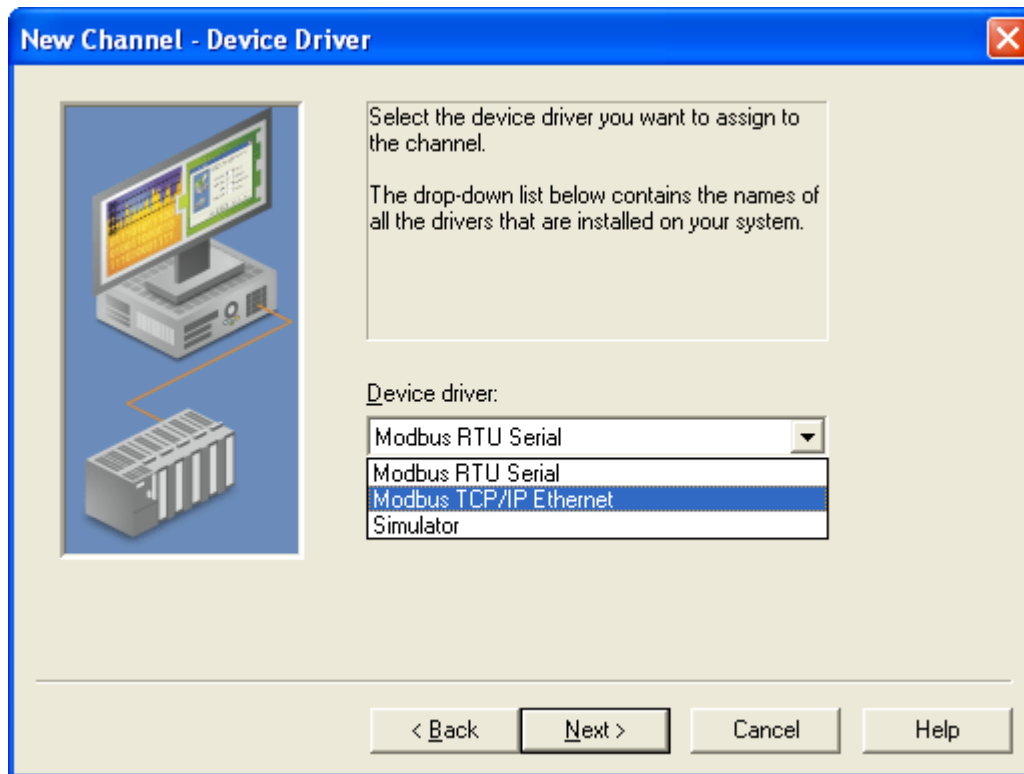 New Channel - Device Driver
Select the device driver you want to assign to
the channel.
The drop-down list below contains the names of
all the drivers that are installed on your system.
Device driver:
Modbus RTU Serial
Modbus RTU Serial
Modbus TCP/IP Ethernet
Simulator
< Back Next > Cancel Help